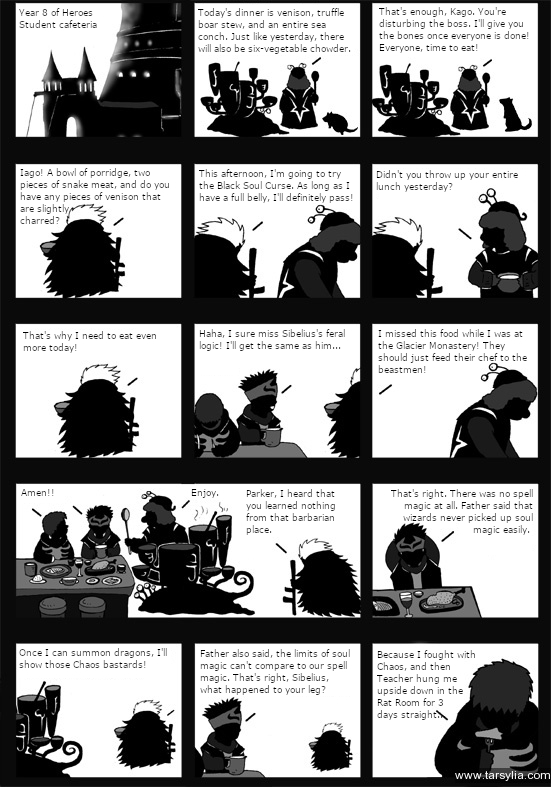 Year 8 of Heroes
Student cafeteria
Today's dinner is venison, truffle
boar stew, and an entire sea
conch. Just like yesterday, there
will also be six-vegetable chowder.
That's enough, Kago. You're
disturbing the boss. I'll give you
the bones once everyone is done!
Everyone, time to eat!
Iago! A bowl of porridge, two
pieces of snake meat, and do you
have any pieces of venison that
are slightly
charred?
This afternoon, I'm going to try
the Black Soul Curse. As long as I
have a full belly, I'll definitely pass!
Didn't you throw up your entire
lunch yesterday?
That's why I need to eat even
more today!
Haha, I sure miss Sibelius's feral
logic! I'll get the same as him...
I missed this food while I was at
the Glacier Monastery! They
should just feed their chef to the
beastmen!
Amen!!
Enjoy.
Parker, I heard that
you learned nothing
from that barbarian
place.
That's right. There was no spell
magic at all. Father said that
wizards never picked up soul
magic easily.
Once I can summon dragons, I'll
show those Chaos bastards!
Father also said, the limits of soul
magic can't compare to our spell
magic. That's right, Sibelius,
what happened to your leg?
Because I fought with
Chaos, and then
Teacher hung me
upside down in the
Rat Room for 3
days straight...
www.tarsylia.com